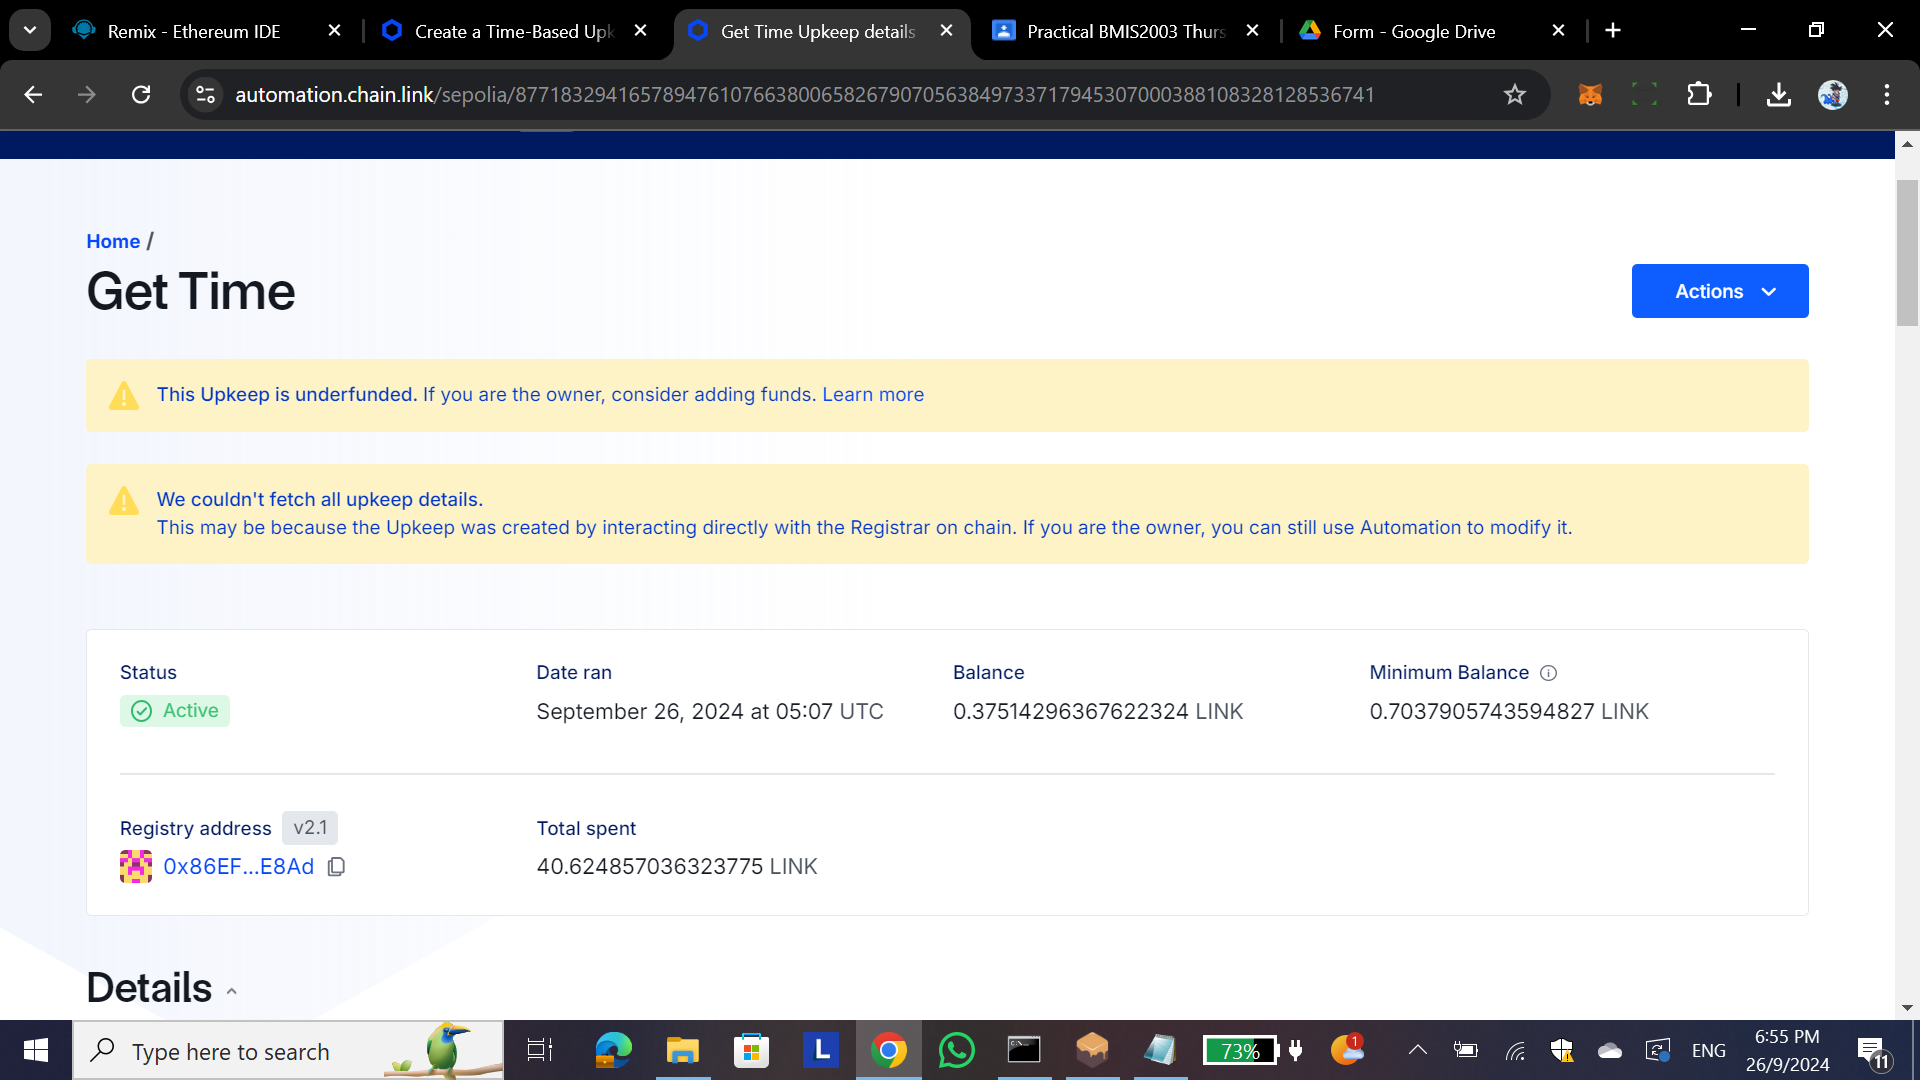 Remix - Ethereum IDE
Create a Time-Based Upk
Get Time Upkeep details
Practical BMIS2003 Thurs
Form - Google Drive
automation.chain.link/sepolia/87718329416578947610766380065826790705638497337179453070003881083281285367​41
Home /
Get Time
Actions
This Upkeep is underfunded. If you are the owner, consider adding funds. Learn more
We couldn't fetch all upkeep details.
This may be because the Upkeep was created by interacting directly with the Registrar on chain. If you are the owner, you can still use Automation to modify it.
Status
Date ran
Balance
Minimum Balance
Active
September 26, 2024 at 05:07 UTC
0.37514296367622324 LINK
0.7037905743594827 LINK
Registry address v2.1
Total spent
0x86EF...E8Ad
40.624857036323775 LINK
Details
Type here to search
L
73%
1
ENG
6:55 PM
26/9/2024
11